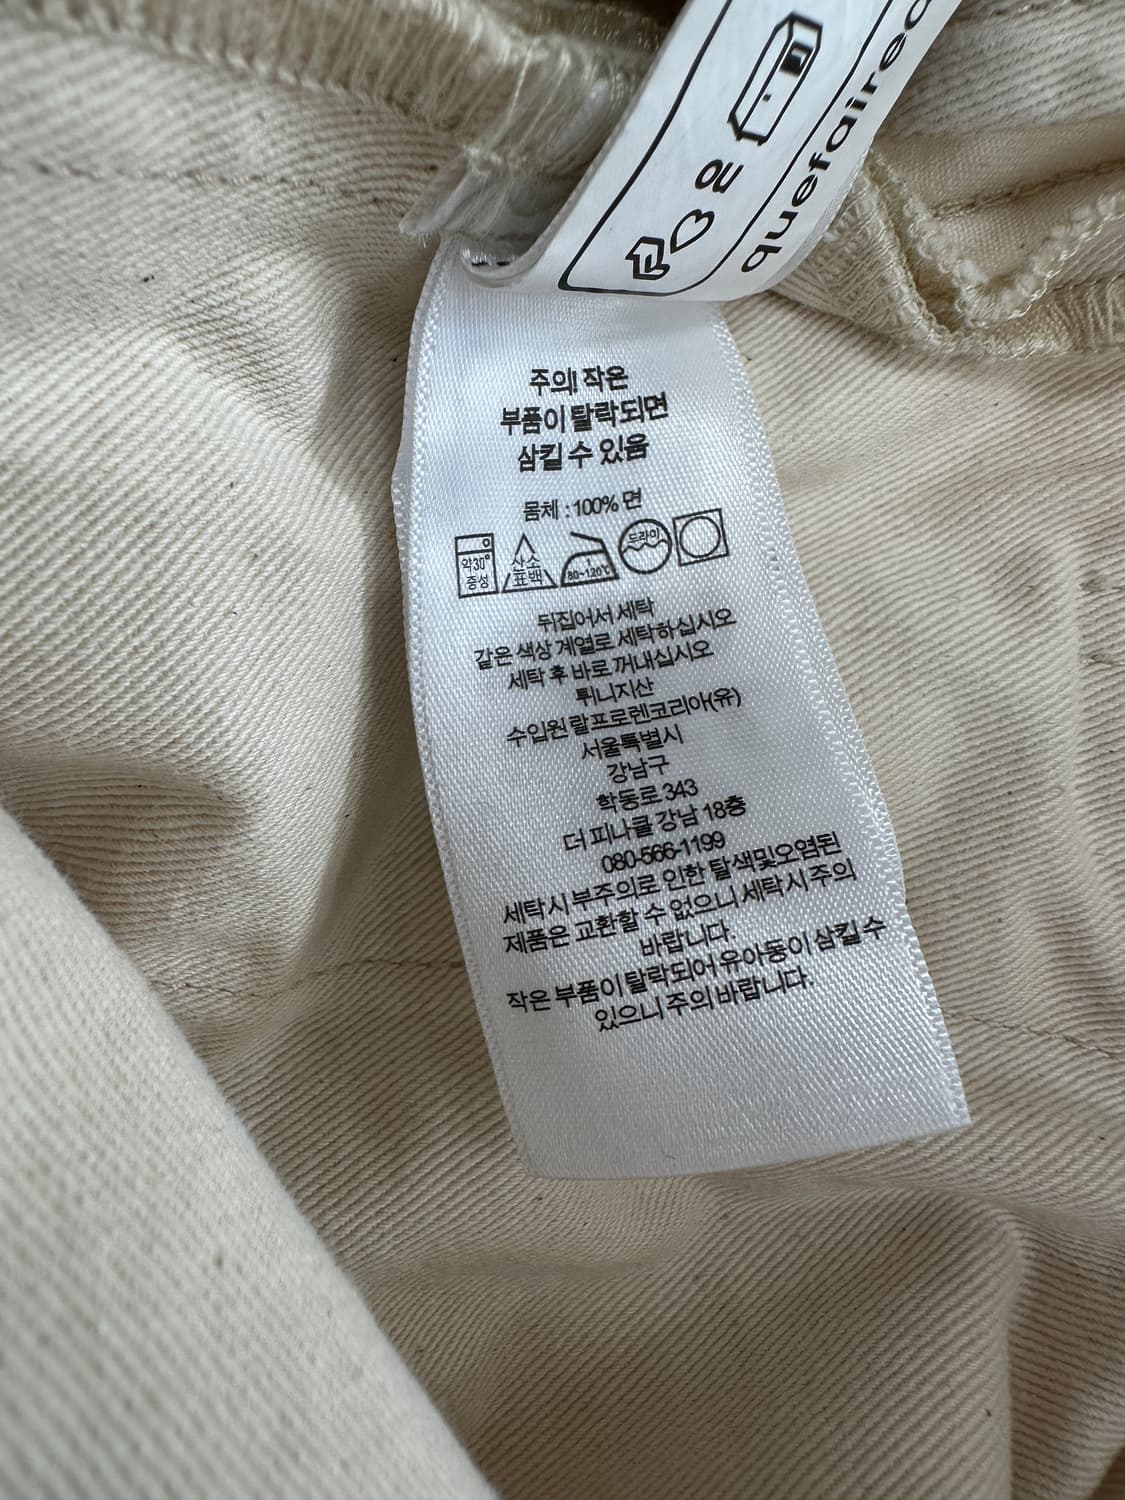 quefaired
주의! 작은
부품이 탈락되면
삼킬 수 있음
몸체 : 100% 면
약30° 중성
산소 표백
80~120℃
드라이
뒤집어서 세탁
같은 색상 계열로 세탁하십시오
세탁 후 바로 꺼내십시오
튀니지산
수입원 랄프로렌코리아(유)
서울특별시
강남구
학동로 343
더 피나클 강남 18층
080-566-1199
세탁시 부주의로 인한 탈색및오염된
제품은 교환할 수 없으니 세탁시 주의
바랍니다.
작은 부품이 탈락되어 유아동이 삼킬 수
있으니 주의 바랍니다.